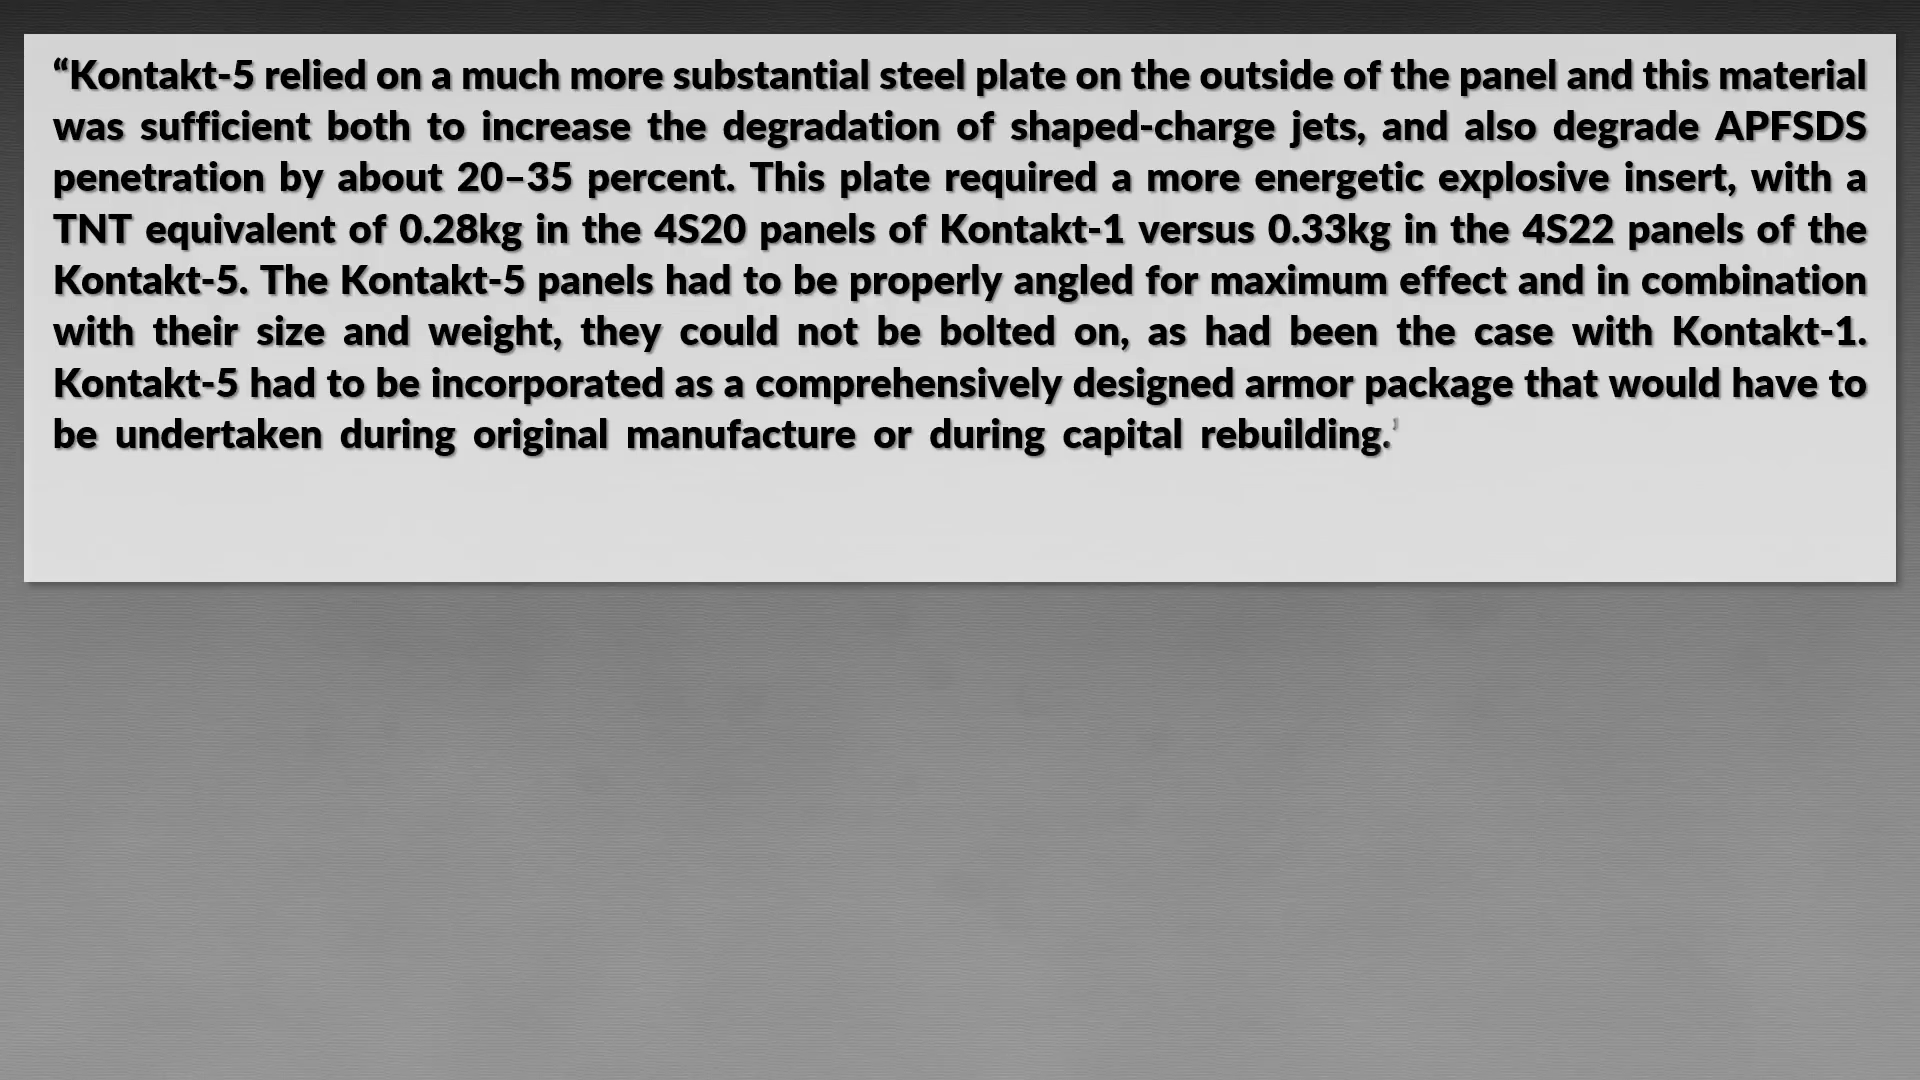 “Kontakt-5 relied on a much more substantial steel plate on the outside of the panel and this material
was sufficient both to increase the degradation of shaped-charge jets, and also degrade APFSDS
penetration by about 20–35 percent. This plate required a more energetic explosive insert, with a
TNT equivalent of 0.28kg in the 4S20 panels of Kontakt-1 versus 0.33kg in the 4S22 panels of the
Kontakt-5. The Kontakt-5 panels had to be properly angled for maximum effect and in combination
with their size and weight, they could not be bolted on, as had been the case with Kontakt-1.
Kontakt-5 had to be incorporated as a comprehensively designed armor package that would have to
be undertaken during original manufacture or during capital rebuilding.